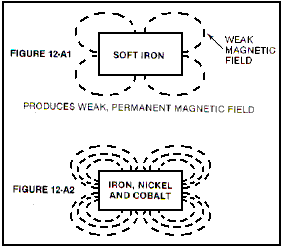 WEAK
MAGNETIC
FIELD
FIGURE 12-A1
SOFT IRON
PRODUCES WEAK, PERMANENT MAGNETIC FIELD
FIGURE 12-A2
IRON, NICKEL
AND COBALT